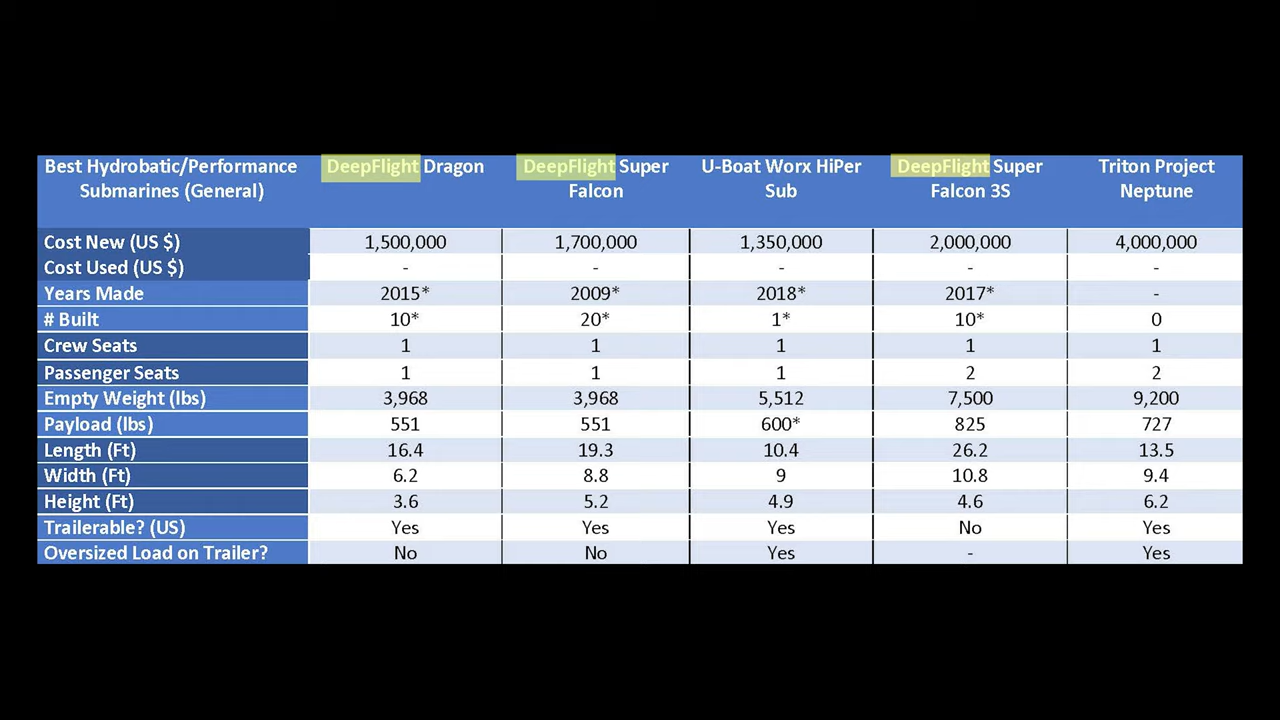 Best Hydrobatic/Performance Submarines (General) DeepFlight Dragon DeepFlight Super Falcon U-Boat Worx HiPer Sub DeepFlight Super Falcon 3S Triton Project Neptune
Cost New (US $) 1,500,000 1,700,000 1,350,000 2,000,000 4,000,000
Cost Used (US $) - - - - -
Years Made 2015* 2009* 2018* 2017* -
# Built 10* 20* 1* 10* 0
Crew Seats 1 1 1 1 1
Passenger Seats 1 1 1 2 2
Empty Weight (lbs) 3,968 3,968 5,512 7,500 9,200
Payload (lbs) 551 551 600* 825 727
Length (Ft) 16.4 19.3 10.4 26.2 13.5
Width (Ft) 6.2 8.8 9 10.8 9.4
Height (Ft) 3.6 5.2 4.9 4.6 6.2
Trailerable? (US) Yes Yes Yes No Yes
Oversized Load on Trailer? No No Yes - Yes